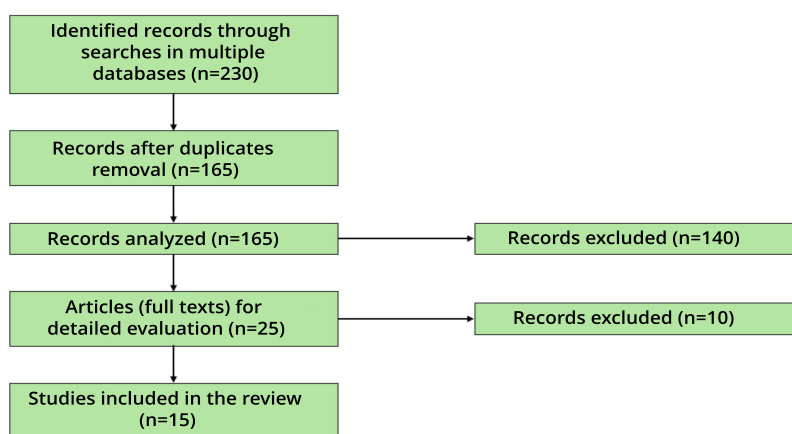 Identified records through
searches in multiple
databases (n=230)
Records after duplicates
removal (n=165)
Records analyzed (n=165)
Records excluded (n=140)
Articles (full texts) for
detailed evaluation (n=25)
Records excluded (n=10)
Studies included in the review
(n=15)